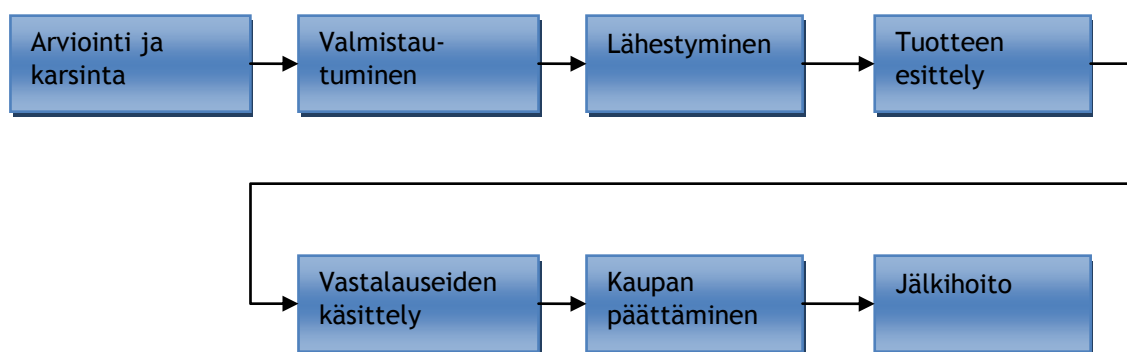 Arviointi ja
karsinta
Valmistau-
tuminen
Lähestyminen
Tuotteen
esittely
Vastalauseiden
käsittely
Kaupan
päättäminen
Jälkihoito